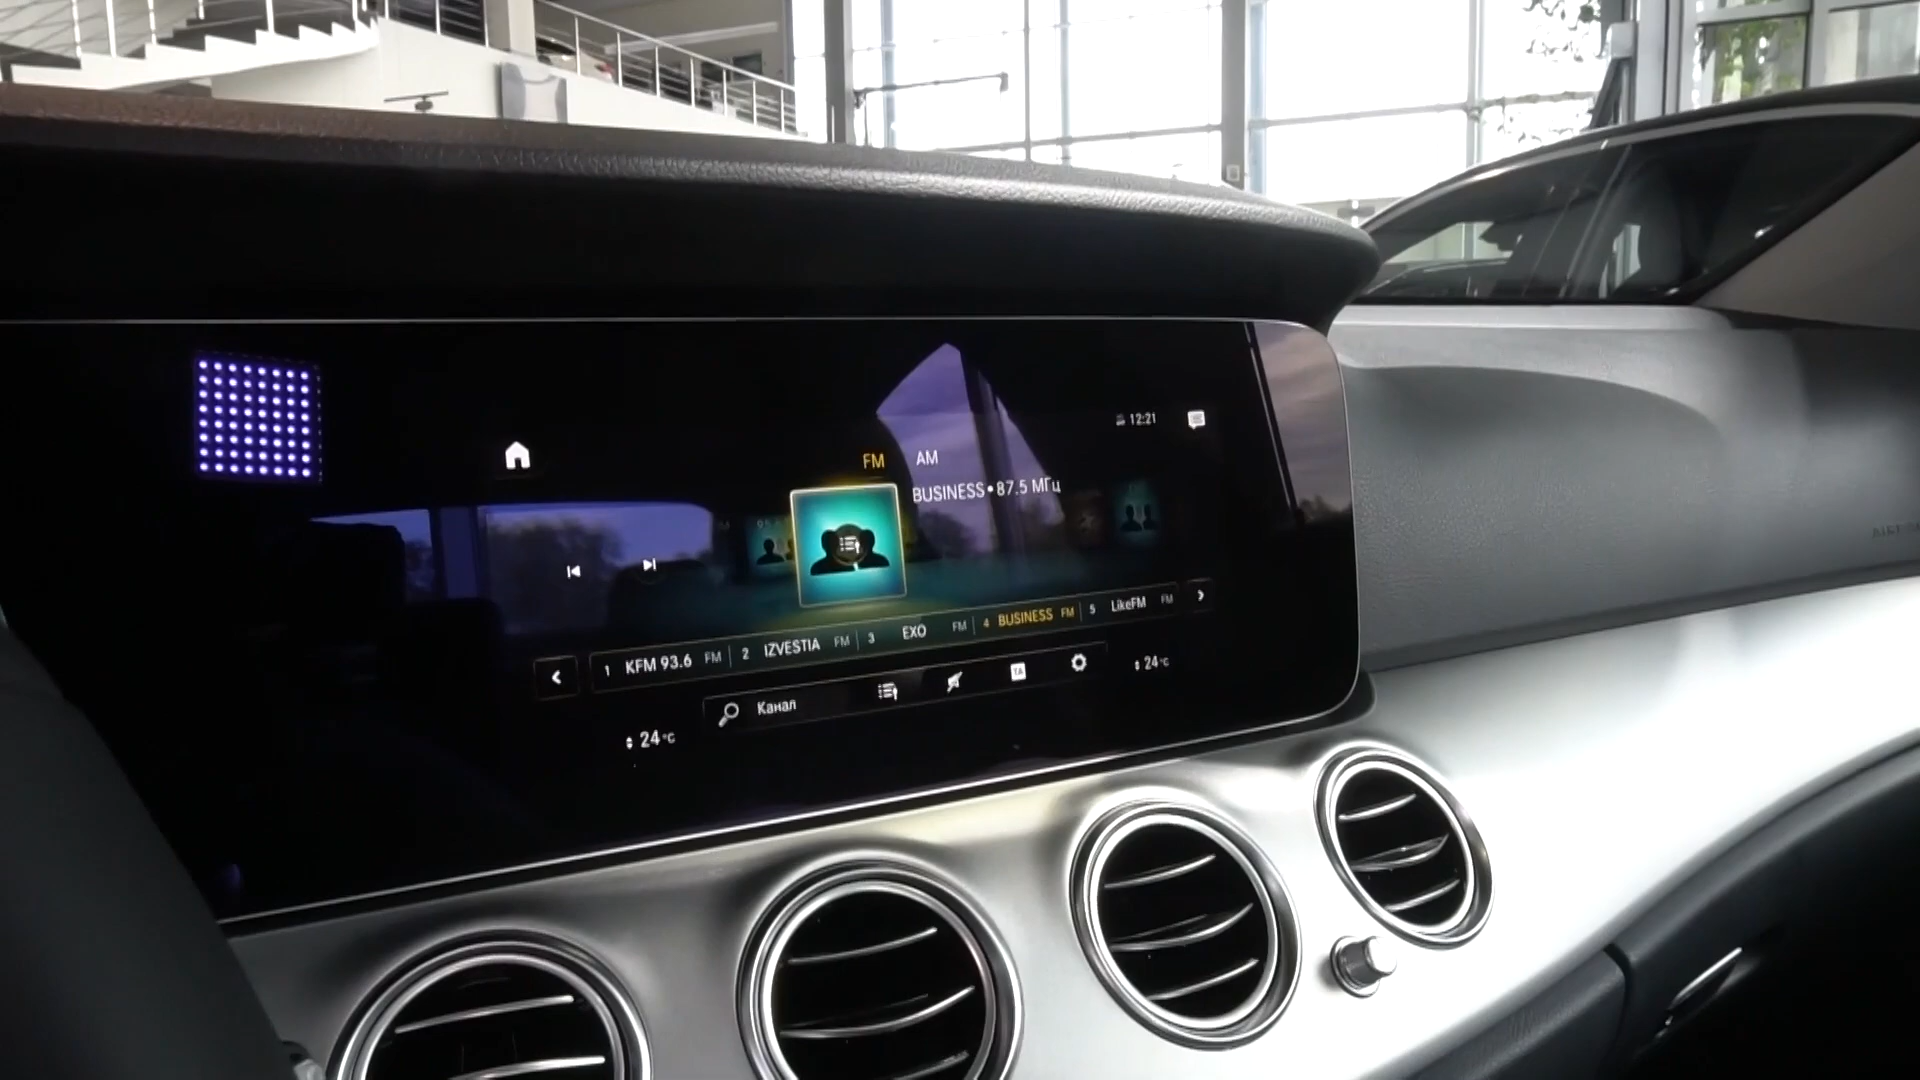 12:21
FM AM
BUSINESS•87.5 МГц
1 KFM 93.6 FM 2 IZVESTIA FM 3 EXO FM 4 BUSINESS FM 5 LikeFM FM
Канал TA
24°C
24°C